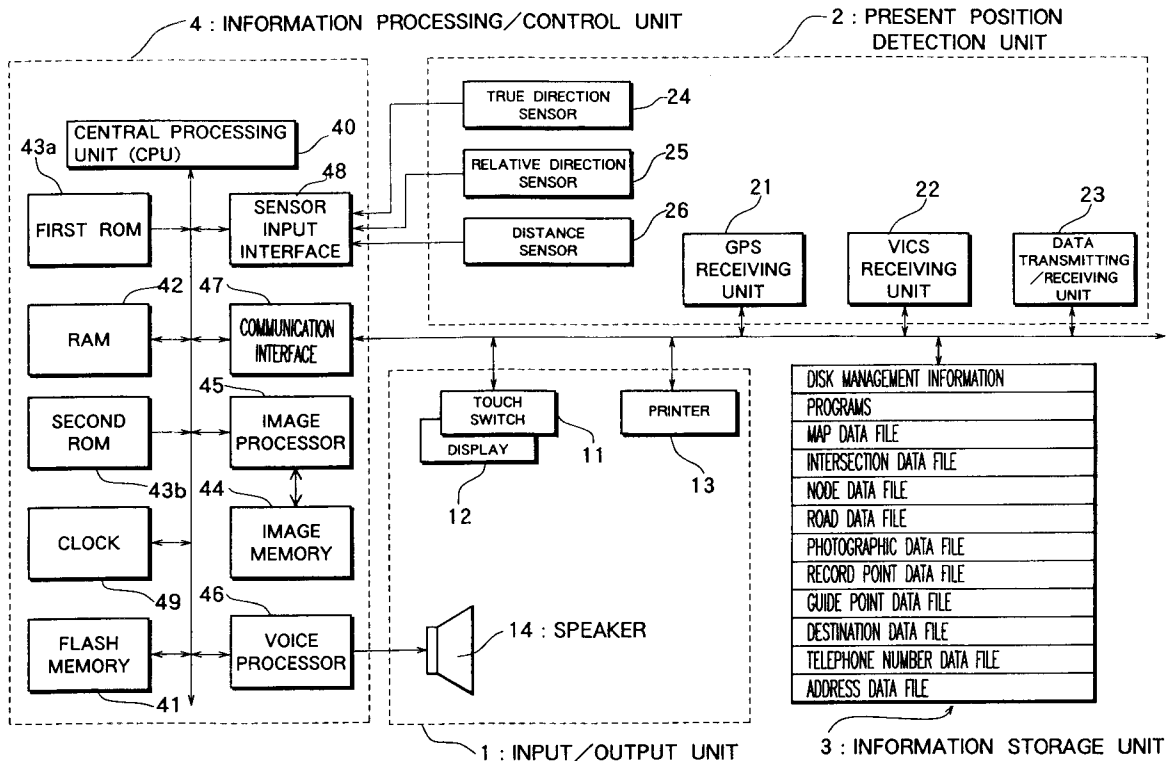 4 : INFORMATION PROCESSING/CONTROL UNIT
2 : PRESENT POSITION
DETECTION UNIT
CENTRAL PROCESSING
UNIT (CPU)
40
43a
FIRST ROM
48
SENSOR
INPUT
INTERFACE
42
RAM
47
COMMUNICATION
INTERFACE
SECOND
ROM
43b
45
IMAGE
PROCESSOR
44
IMAGE
MEMORY
CLOCK
49
46
VOICE
PROCESSOR
FLASH
MEMORY
41
TRUE DIRECTION
SENSOR
24
RELATIVE DIRECTION
SENSOR
25
DISTANCE
SENSOR
26
21
GPS
RECEIVING
UNIT
22
VICS
RECEIVING
UNIT
23
DATA
TRANSMITTING
/RECEIVING
UNIT
TOUCH
SWITCH
11
DISPLAY
12
PRINTER
13
14 : SPEAKER
1 : INPUT/OUTPUT UNIT
DISK MANAGEMENT INFORMATION
PROGRAMS
MAP DATA FILE
INTERSECTION DATA FILE
NODE DATA FILE
ROAD DATA FILE
PHOTOGRAPHIC DATA FILE
RECORD POINT DATA FILE
GUIDE POINT DATA FILE
DESTINATION DATA FILE
TELEPHONE NUMBER DATA FILE
ADDRESS DATA FILE
3 : INFORMATION STORAGE UNIT